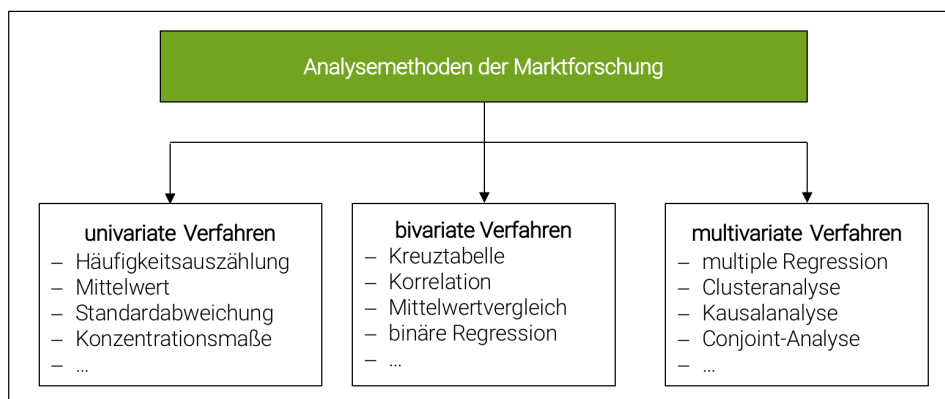 Analysemethoden der Marktforschung
univariate Verfahren
– Häufigkeitsauszählung
– Mittelwert
– Standardabweichung
– Konzentrationsmaße
– ...
bivariate Verfahren
– Kreuztabelle
– Korrelation
– Mittelwertvergleich
– binäre Regression
– ...
multivariate Verfahren
– multiple Regression
– Clusteranalyse
– Kausalanalyse
– Conjoint-Analyse
– ...